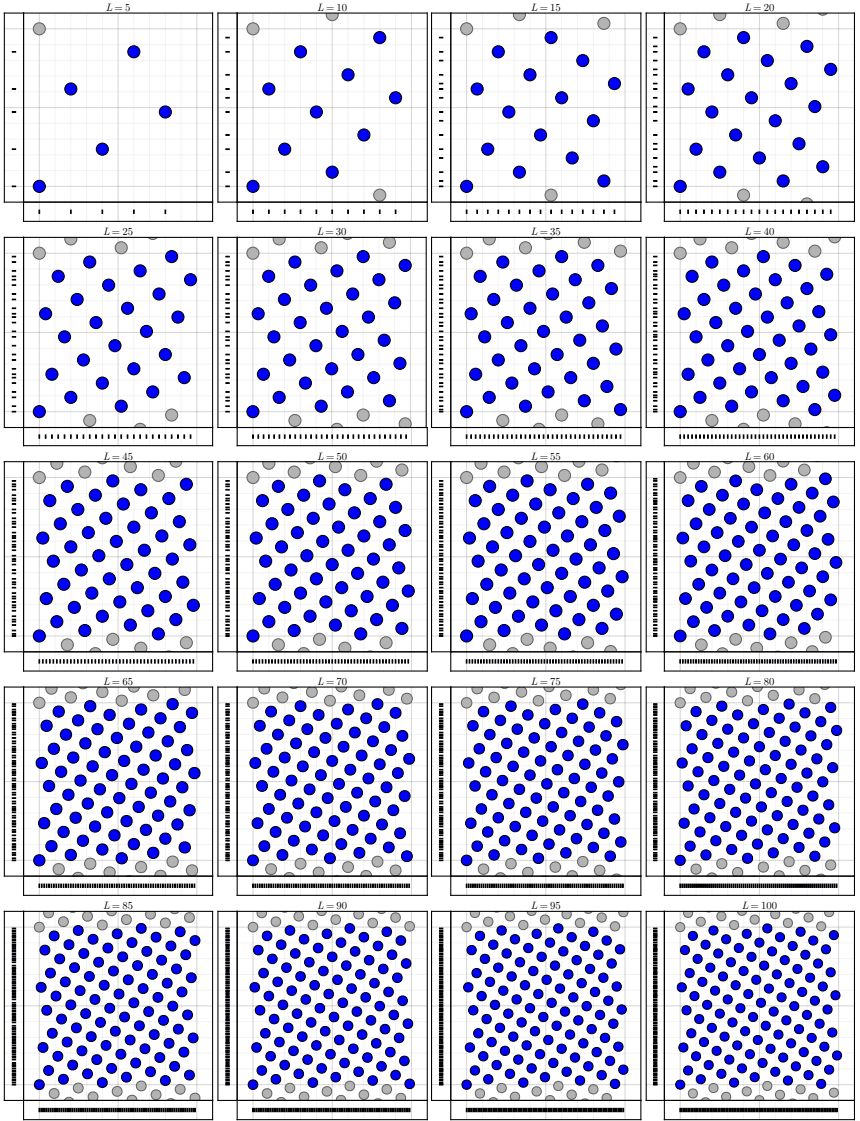 L = 5
L = 10
L = 15
L = 20
L = 25
L = 30
L = 35
L = 40
L = 45
L = 50
L = 55
L = 60
L = 65
L = 70
L = 75
L = 80
L = 85
L = 90
L = 95
L = 100